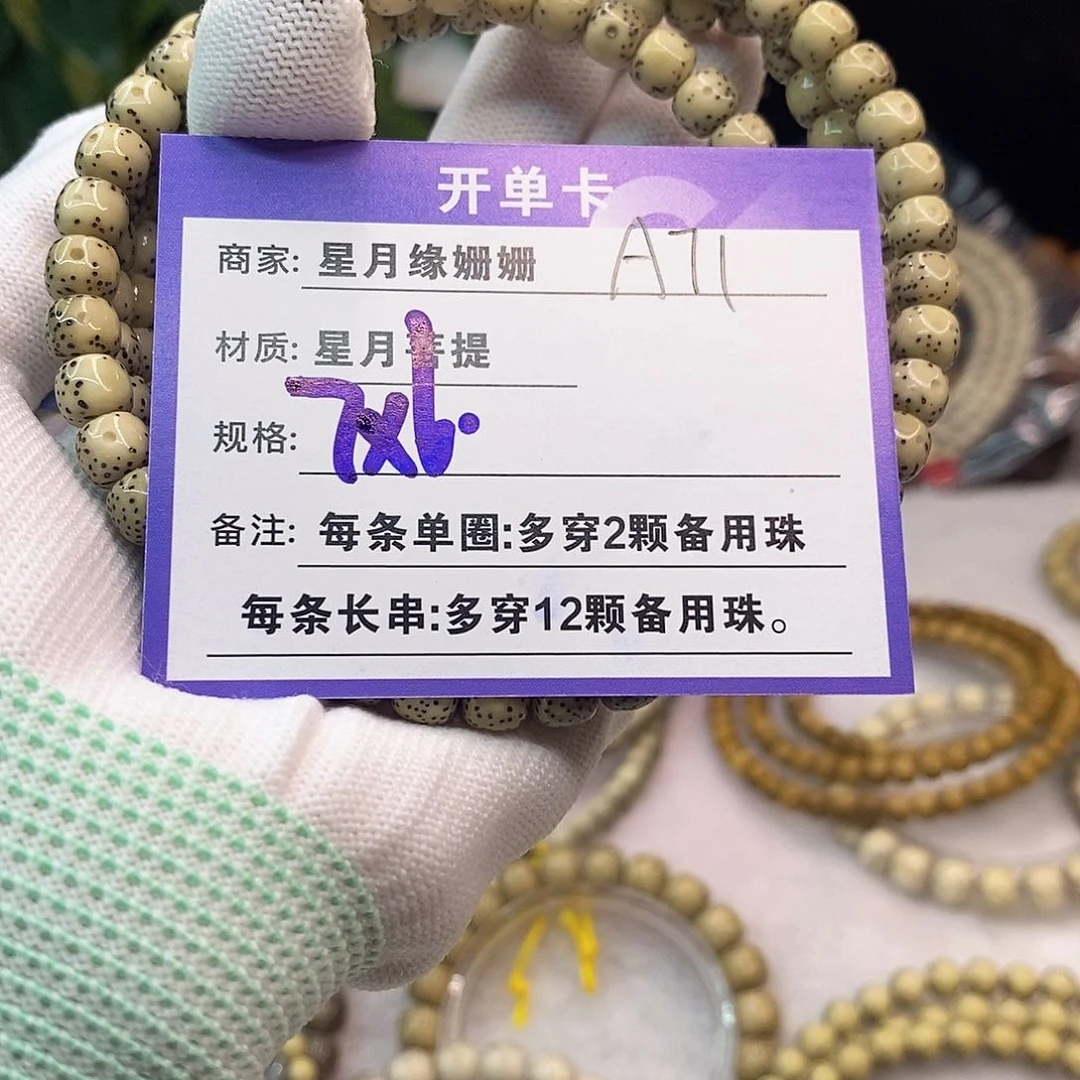 开单卡
商家: 星月缘姗姗 A71
材质: 星月菩提
规格: 7x6.
备注: 每条单圈:多穿2颗备用珠
每条长串:多穿12颗备用珠。